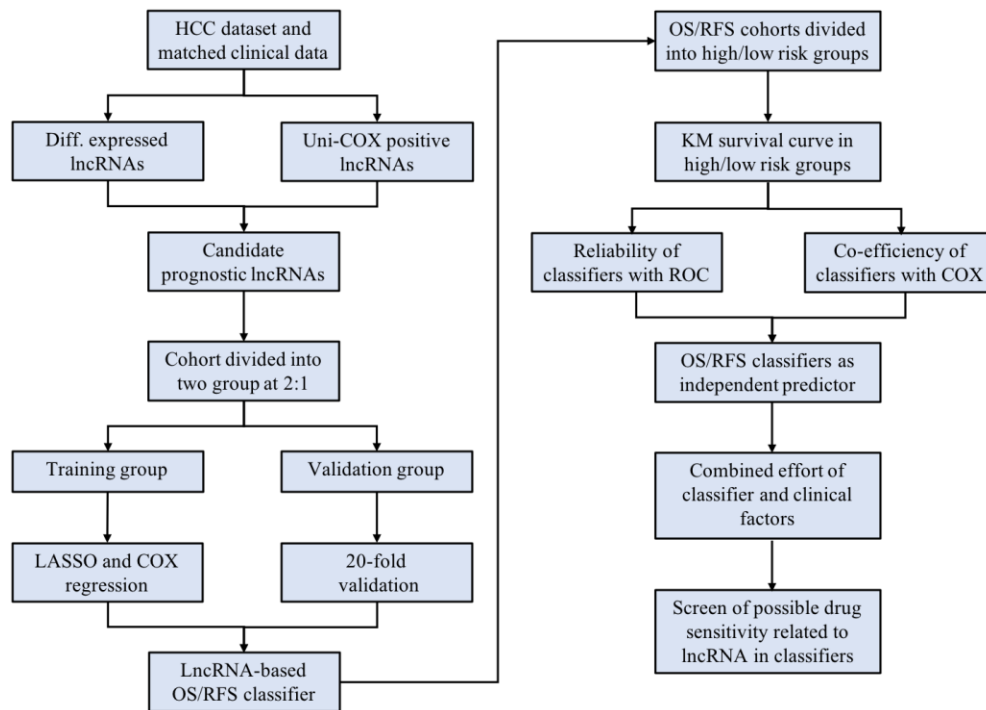 HCC dataset and
matched clinical data
Diff. expressed
lncRNAs
Uni-COX positive
lncRNAs
Candidate
prognostic lncRNAs
Cohort divided into
two group at 2:1
Training group
Validation group
LASSO and COX
regression
20-fold
validation
LncRNA-based
OS/RFS classifier
OS/RFS cohorts divided
into high/low risk groups
KM survival curve in
high/low risk groups
Reliability of
classifiers with ROC
Co-efficiency of
classifiers with COX
OS/RFS classifiers as
independent predictor
Combined effort of
classifier and clinical
factors
Screen of possible drug
sensitivity related to
lncRNA in classifiers